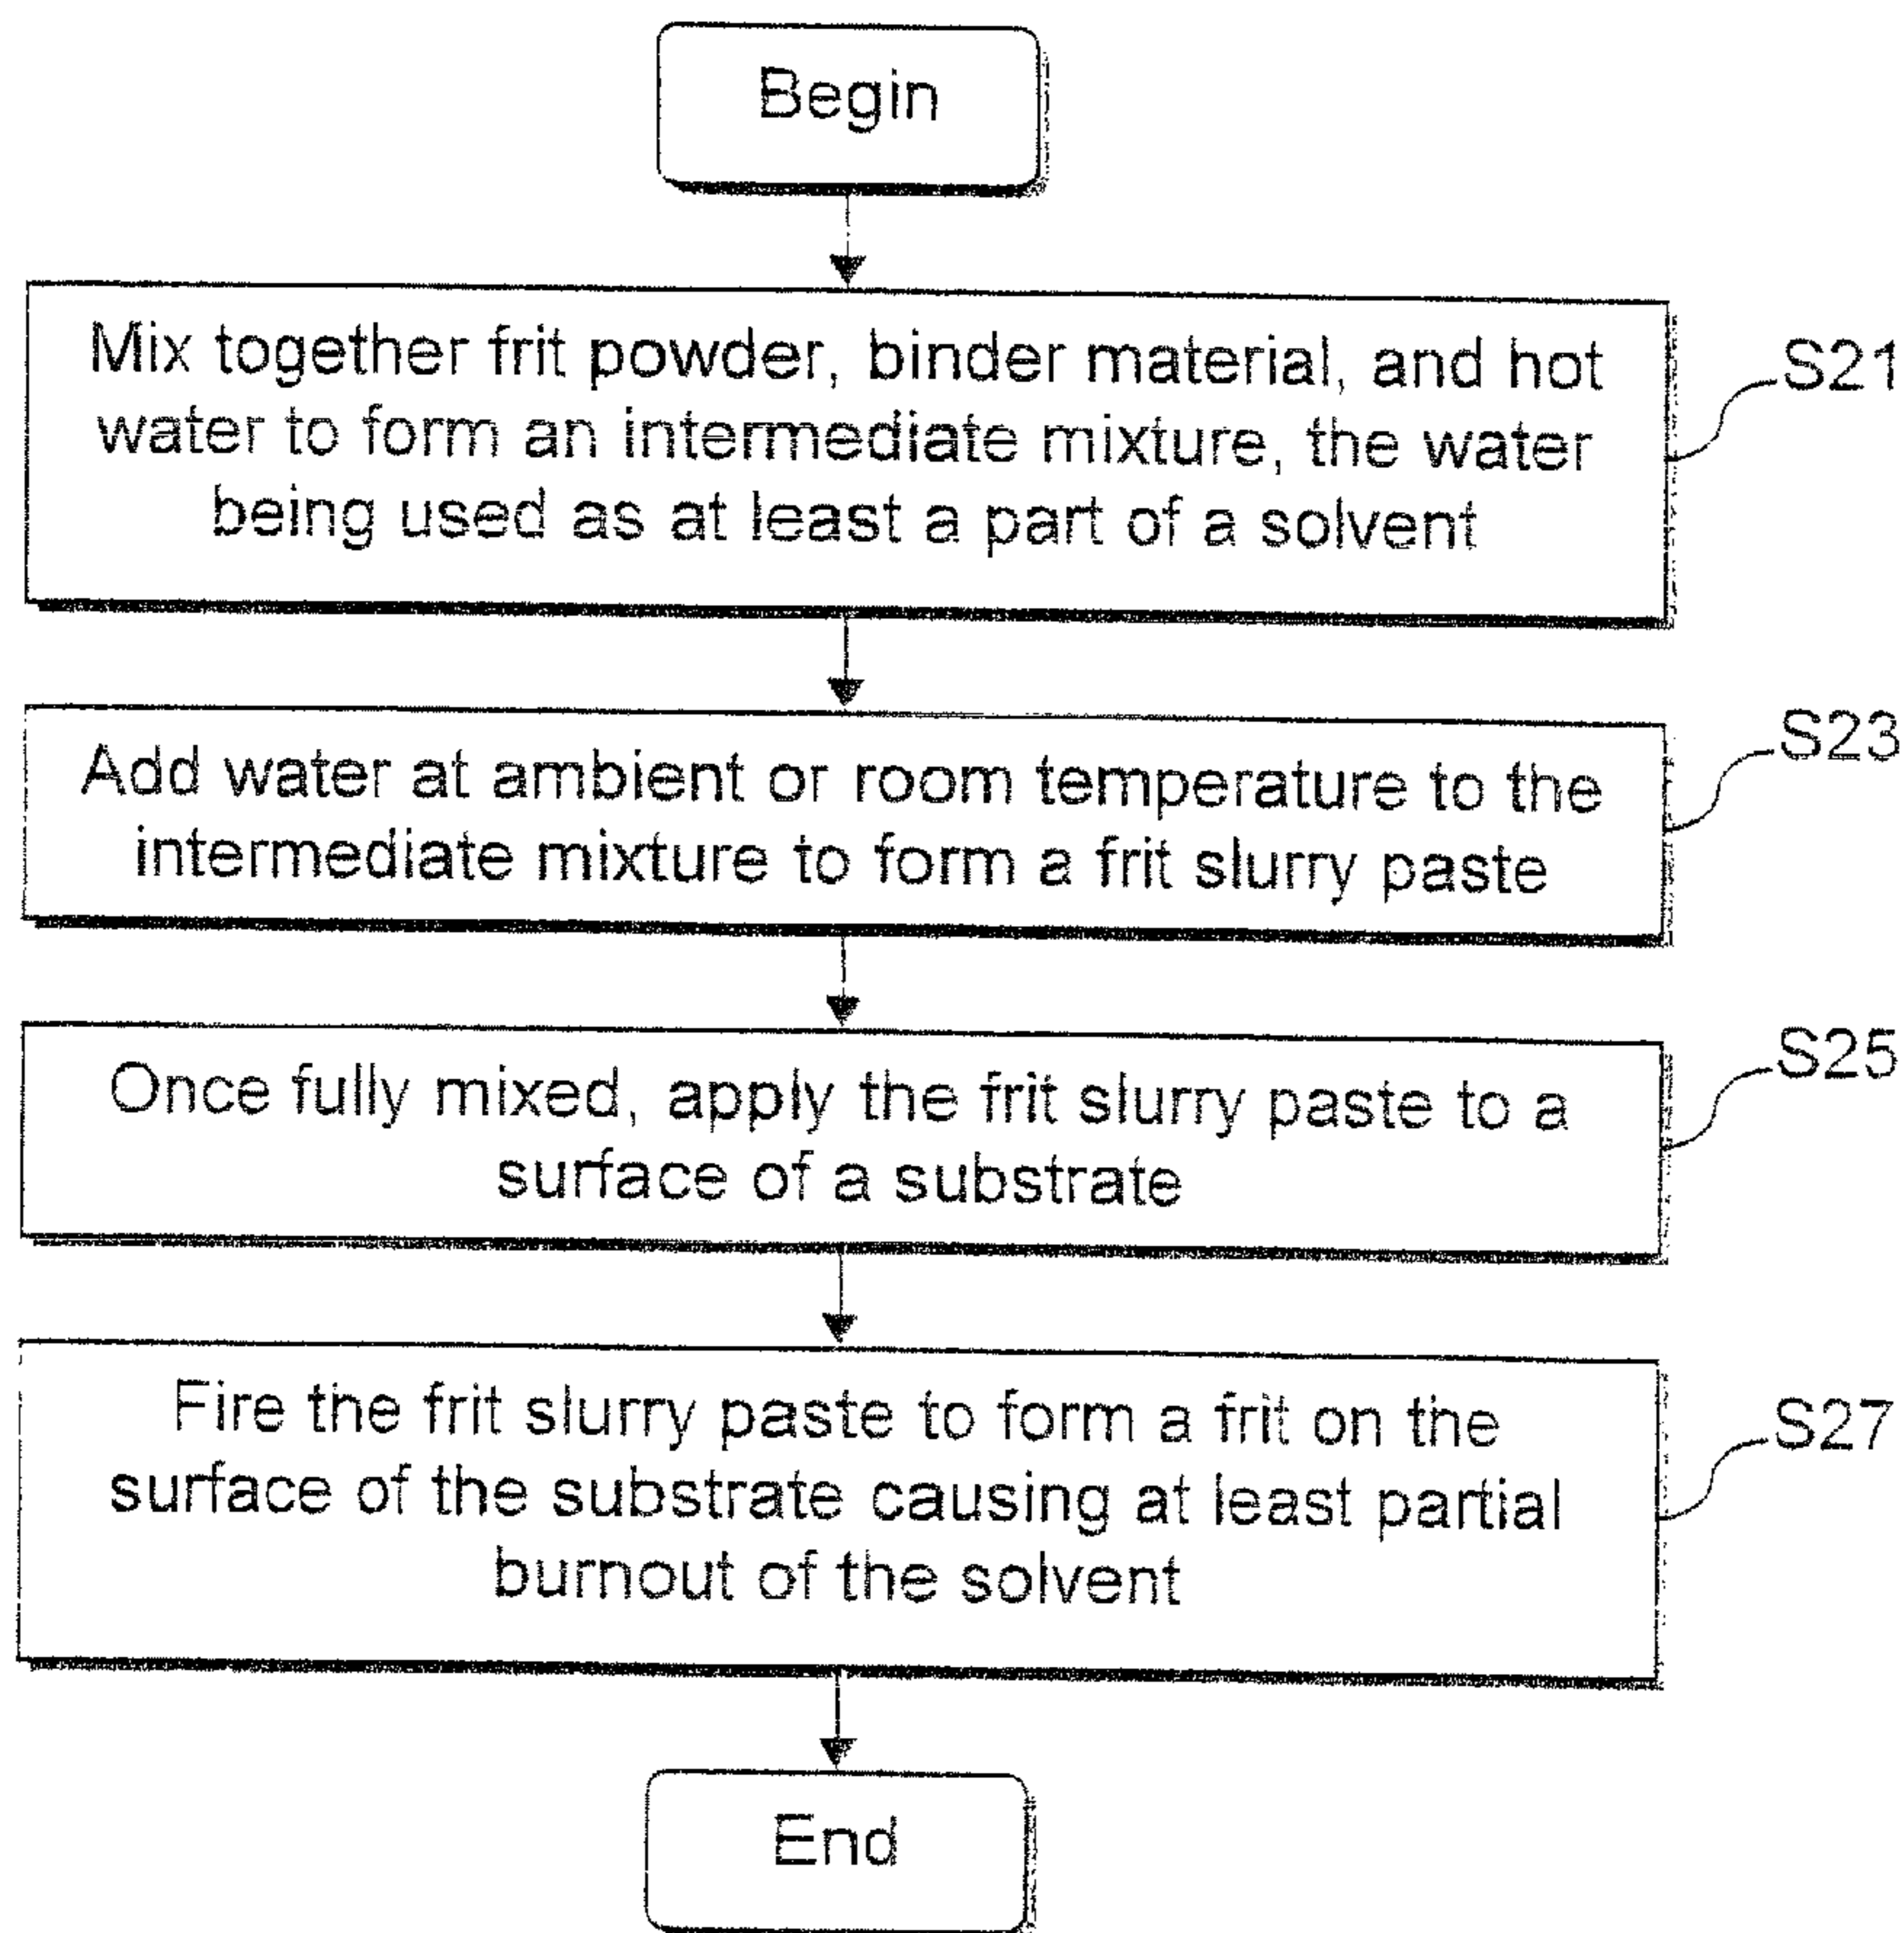 Begin
Mix together frit powder, binder material, and hot
water to form an intermediate mixture, the water
being used as at least a part of a solvent
S21
Add water at ambient or room temperature to the
intermediate mixture to form a frit slurry paste
S23
Once fully mixed, apply the frit slurry paste to a
surface of a substrate
S25
Fire the frit slurry paste to form a frit on the
surface of the substrate causing at least partial
burnout of the solvent
S27
End